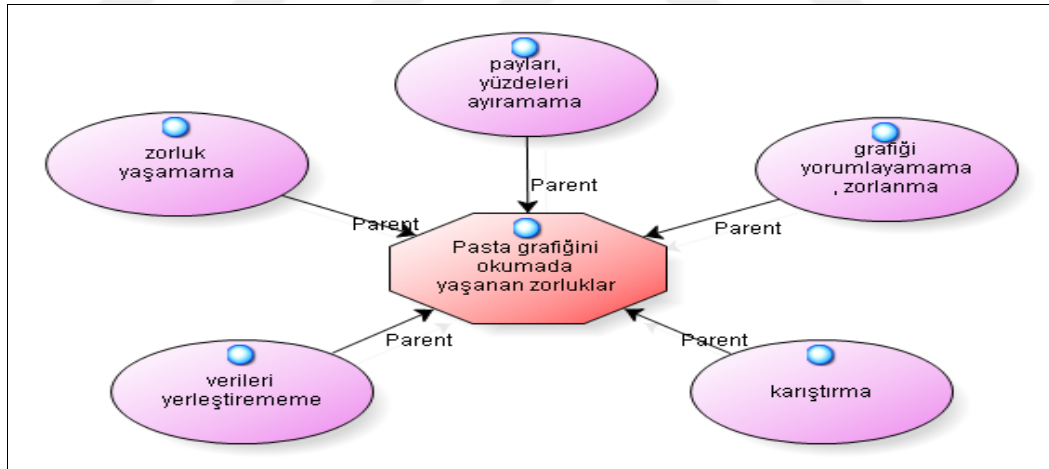 payları,
yüzdeleri
ayıramama
zorluk
yaşamama
grafiği
yorumlayamama
, zorlanma
Parent
Parent
Parent
Pasta grafiğini
okumada
yaşanan zorluklar
Parent
Parent
verileri
yerleştirememe
karıştırma